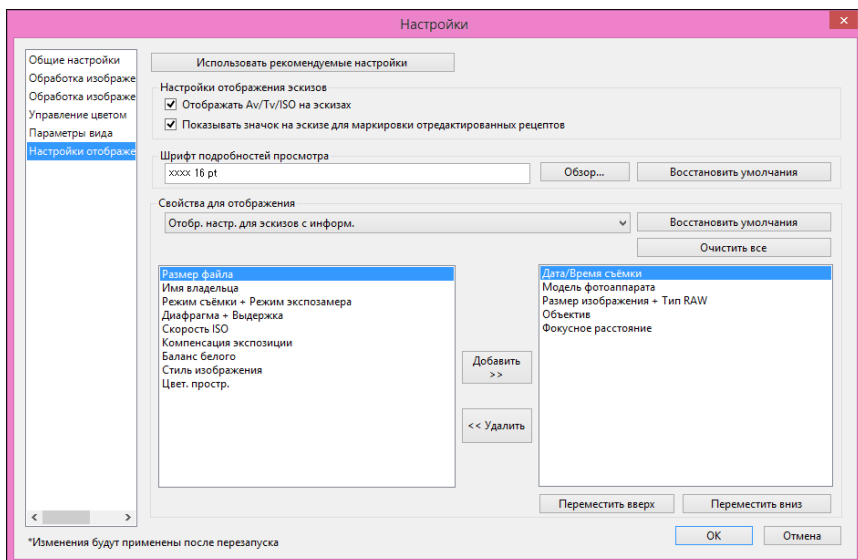 Настройки
Общие настройки
Обработка изображе
Обработка изображе
Управление цветом
Параметры вида
Настройки отображе
Использовать рекомендуемые настройки
Настройки отображения эскизов
Отображать Av/Tv/ISO на эскизах
Показывать значок на эскизе для маркировки отредактированных рецептов
Шрифт подробностей просмотра
xxxx 16 pt
Обзор...
Восстановить умолчания
Свойства для отображения
Отобр. настр. для эскизов с информ.
Восстановить умолчания
Очистить все
Размер файла
Имя владельца
Режим съёмки + Режим экспозамера
Диафрагма + Выдержка
Скорость ISO
Компенсация экспозиции
Баланс белого
Стиль изображения
Цвет. простр.
Добавить
>>
<< Удалить
Дата/Время съёмки
Модель фотоаппарата
Размер изображения + Тип RAW
Объектив
Фокусное расстояние
Переместить вверх
Переместить вниз
*Изменения будут применены после перезапуска
OK
Отмена